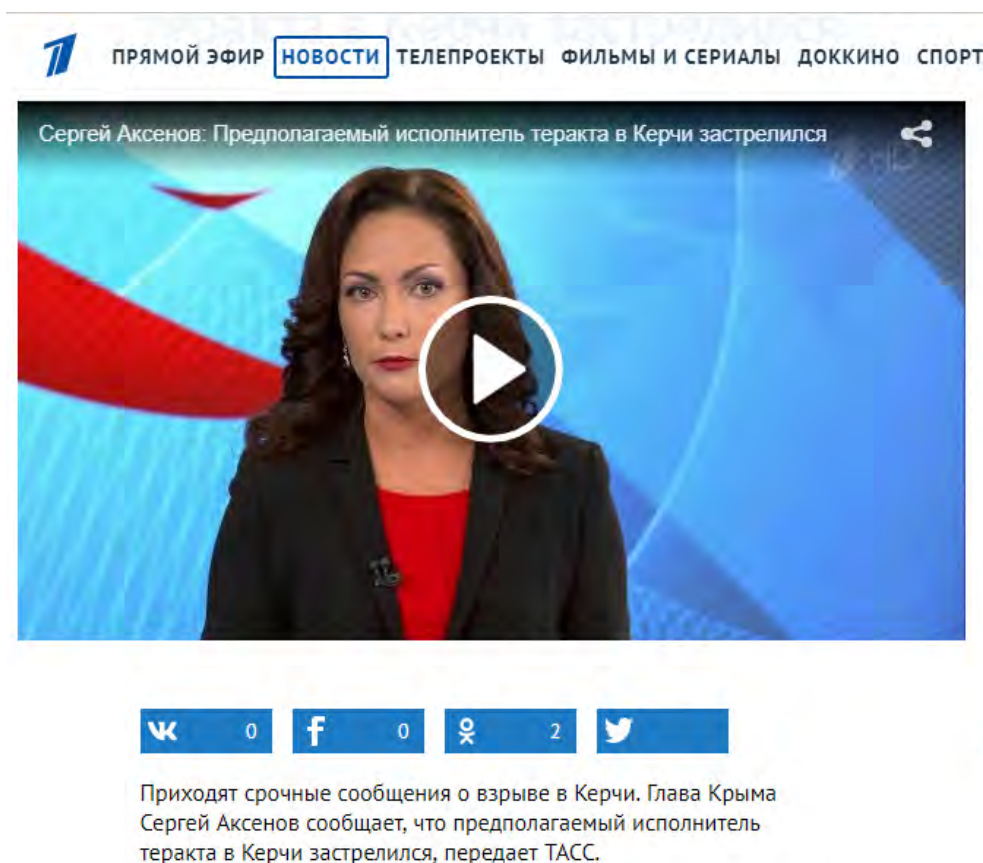 ПРЯМОЙ ЭФИР НОВОСТИ ТЕЛЕПРОЕКТЫ ФИЛЬМЫ И СЕРИАЛЫ ДОККИНО СПОРТ
Сергей Аксенов: Предполагаемый исполнитель теракта в Керчи застрелился
0 0 2
Приходят срочные сообщения о взрыве в Керчи. Глава Крыма
Сергей Аксенов сообщает, что предполагаемый исполнитель
теракта в Керчи застрелился, передает ТАСС.